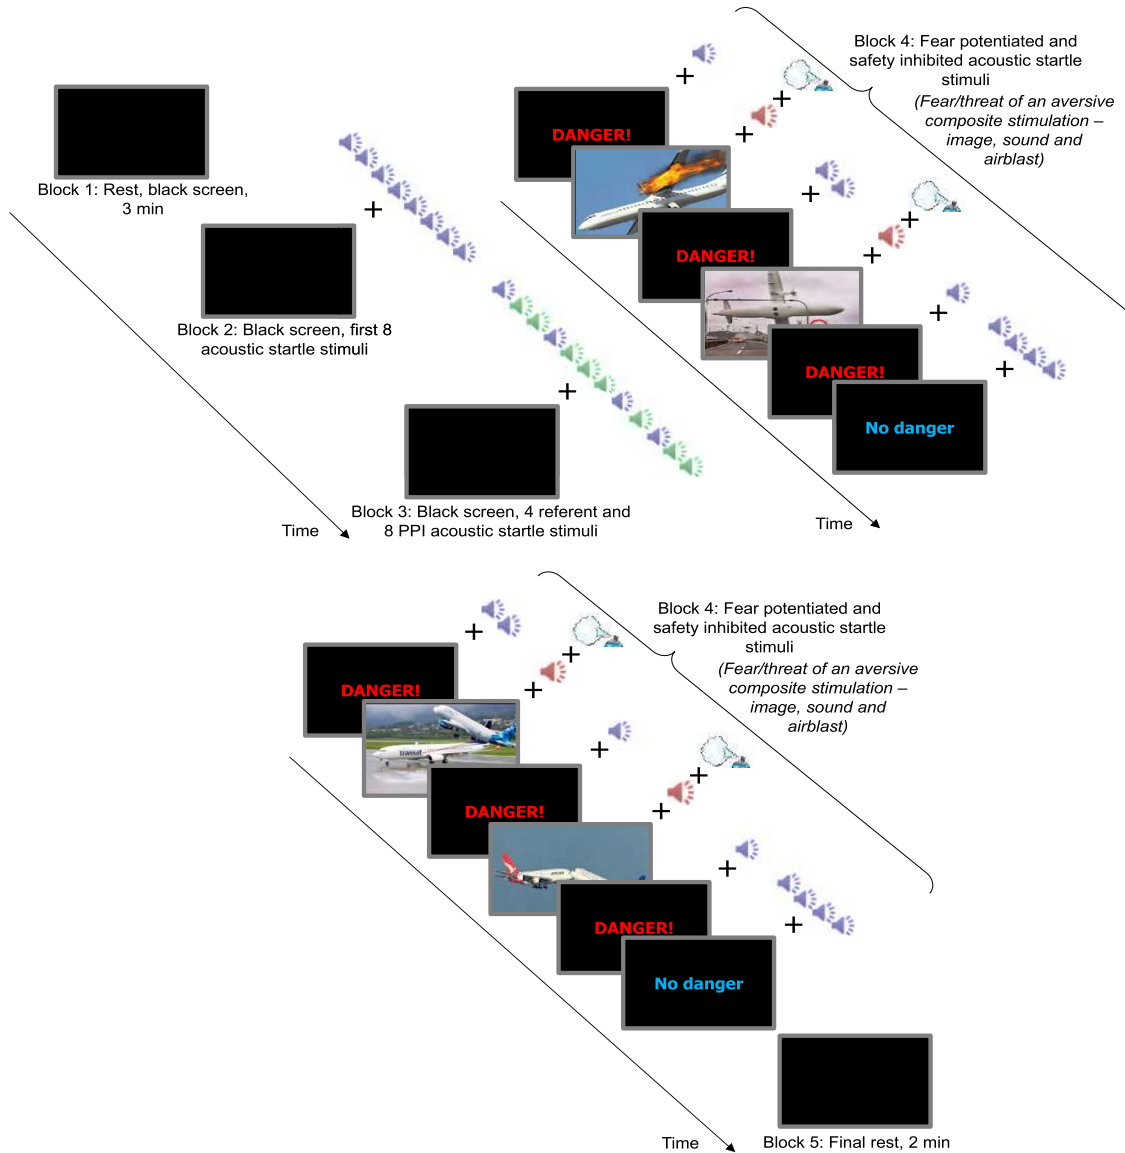 Block 1: Rest, black screen,
3 min
Block 2: Black screen, first 8
acoustic startle stimuli
Block 3: Black screen, 4 referent and
8 PPI acoustic startle stimuli
Time
Block 4: Fear potentiated and
safety inhibited acoustic startle
stimuli
(Fear/threat of an aversive
composite stimulation –
image, sound and
airblast)
DANGER!
DANGER!
DANGER!
No danger
Time
Block 4: Fear potentiated and
safety inhibited acoustic startle
stimuli
(Fear/threat of an aversive
composite stimulation –
image, sound and
airblast)
DANGER!
transat
DANGER!
DANGER!
No danger
Time
Block 5: Final rest, 2 min